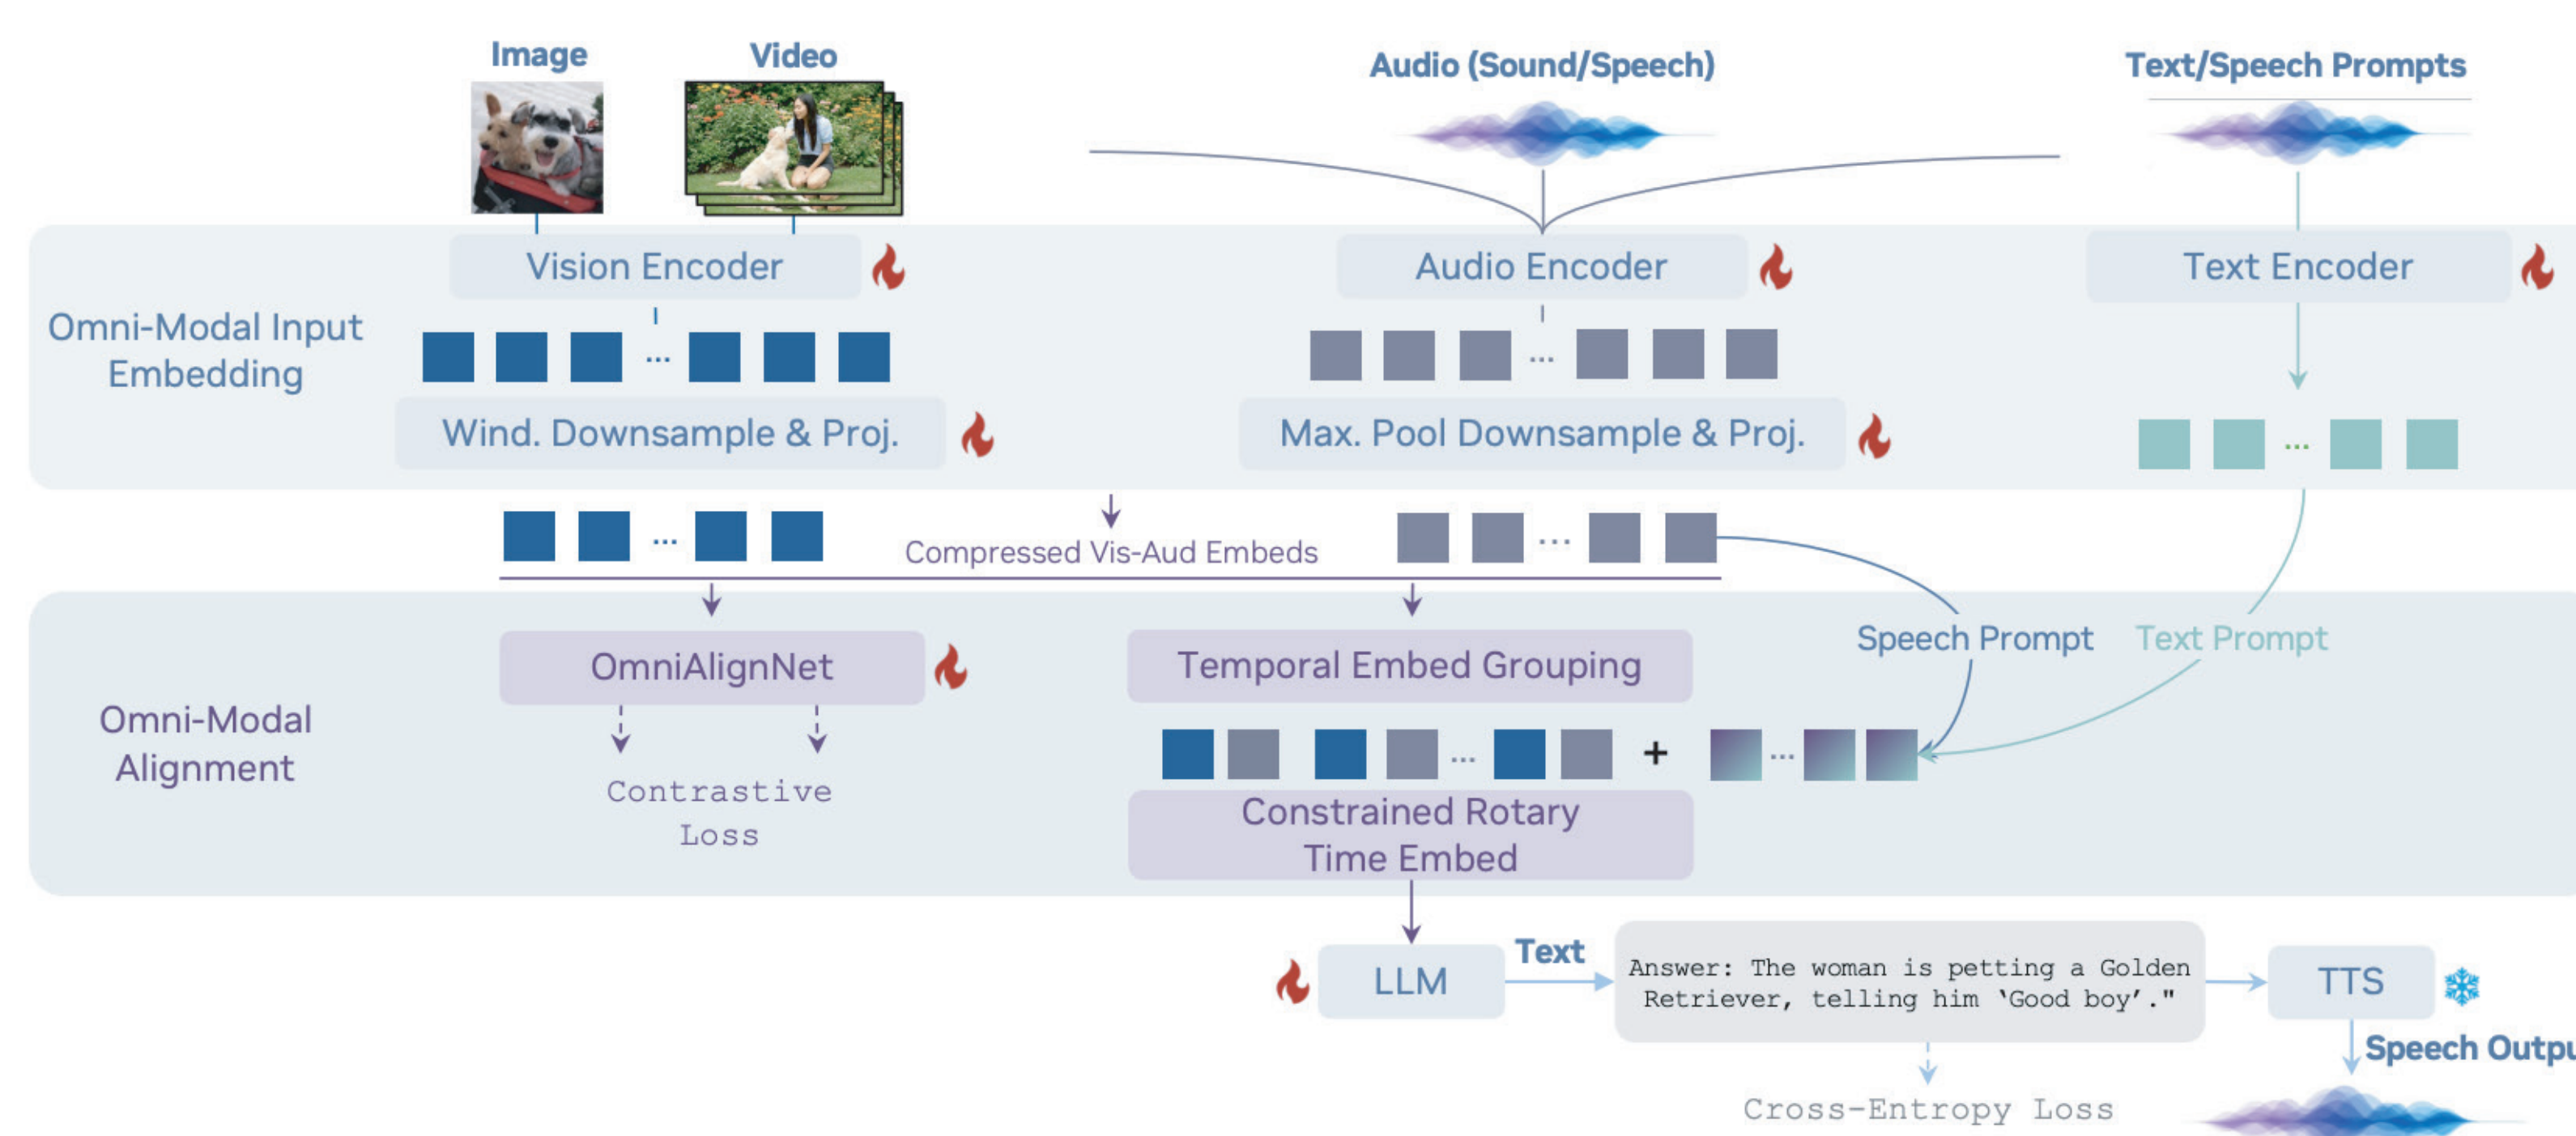 Image
Video
Audio (Sound/Speech)
Text/Speech Prompts
Vision Encoder
Audio Encoder
Text Encoder
Omni-Modal Input
Embedding
...
...
Wind. Downsample & Proj.
Max. Pool Downsample & Proj.
...
...
Compressed Vis-Aud Embeds
...
OmniAlignNet
Temporal Embed Grouping
Speech Prompt
Text Prompt
Omni-Modal
Alignment
...
+
...
Contrastive
Loss
Constrained Rotary
Time Embed
LLM
Text
Answer: The woman is petting a Golden
Retriever, telling him ‘Good boy’."
TTS
Speech Outpu
Cross-Entropy Loss